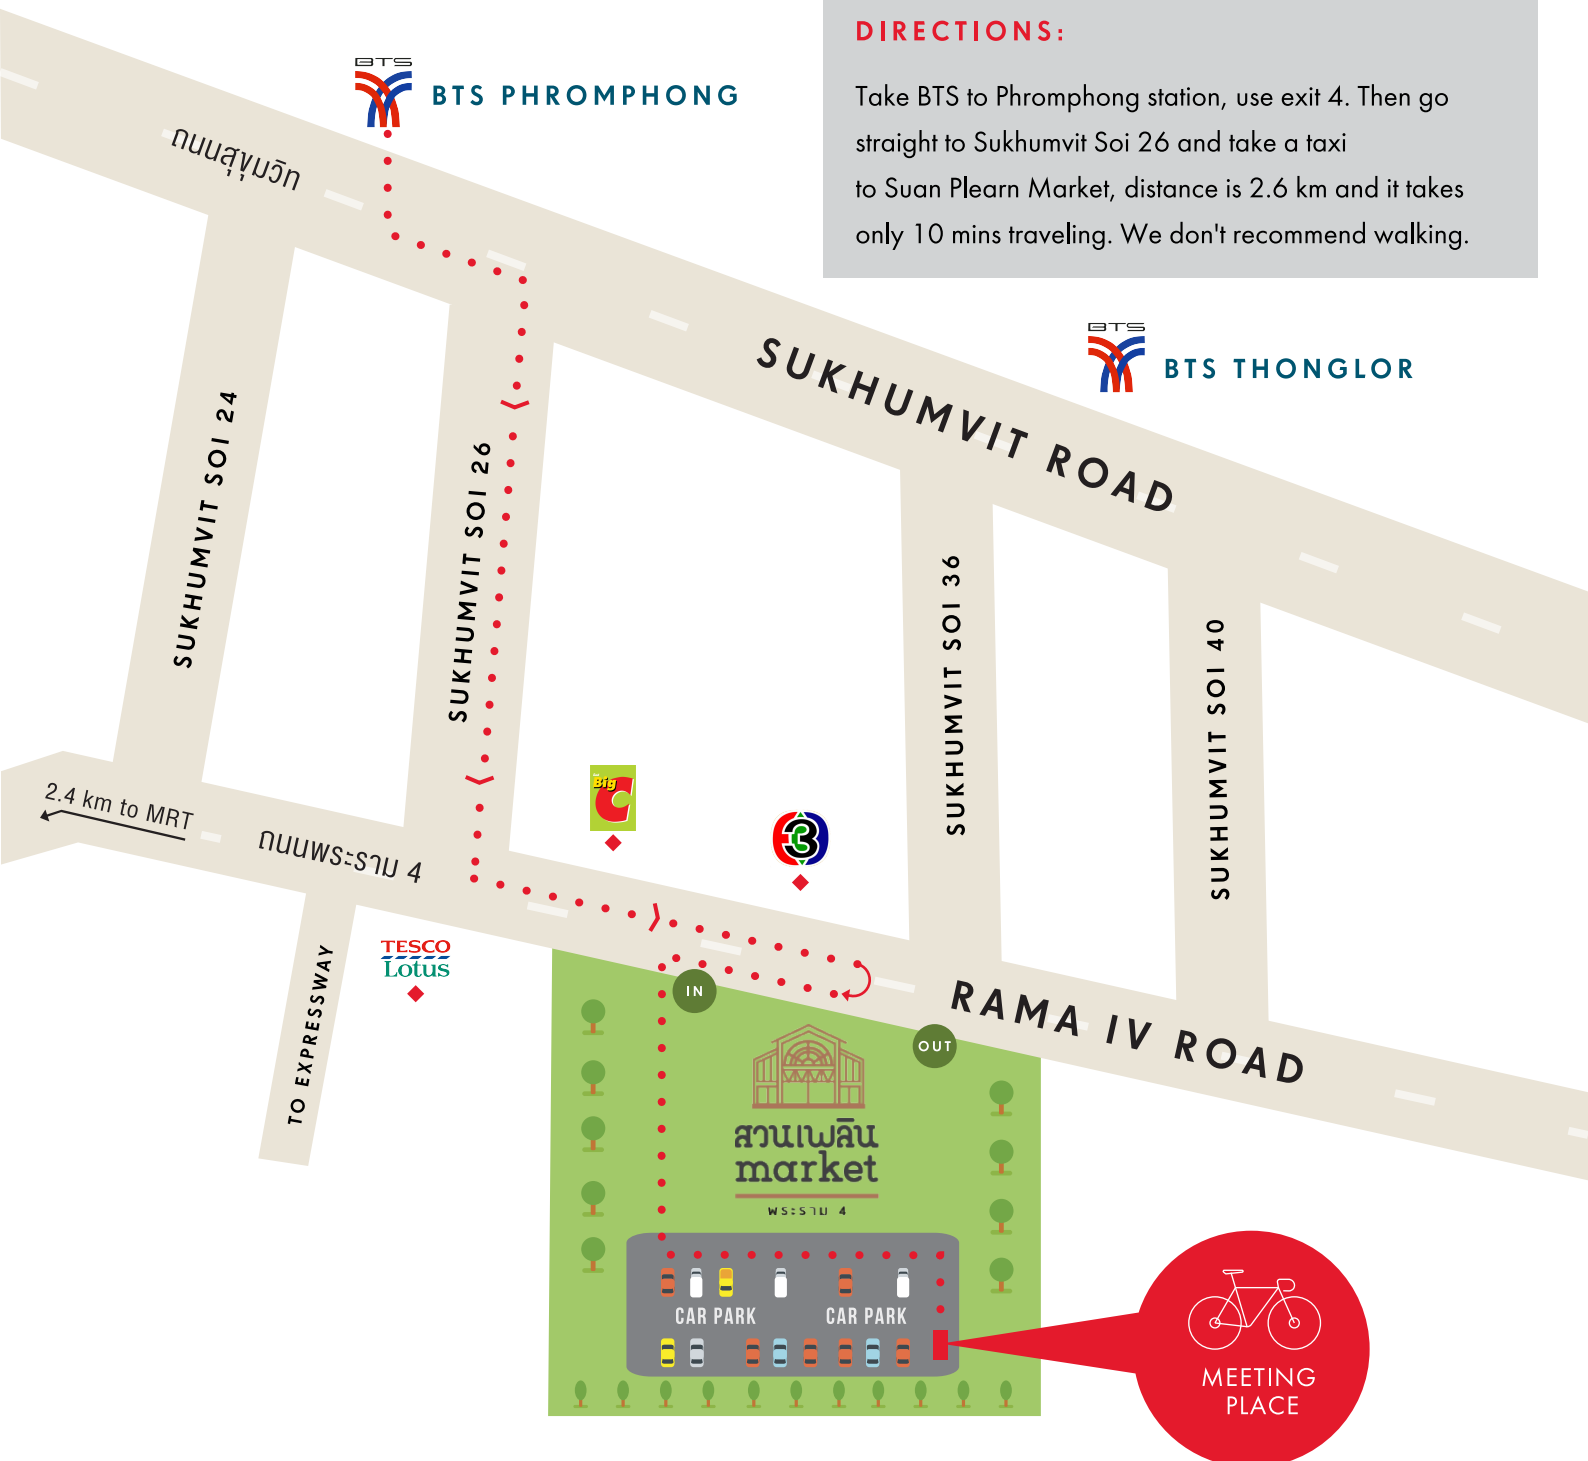 DIRECTIONS:
Take BTS to Phromphong station, use exit 4. Then go
straight to Sukhumvit Soi 26 and take a taxi
to Suan Plearn Market, distance is 2.6 km and it takes
only 10 mins traveling. We don't recommend walking.
BTS
BTS PHROMPHONG
ถนนสุขุมวิท
BTS
BTS THONGLOR
SUKHUMVIT ROAD
SUKHUMVIT SOI 24
SUKHUMVIT SOI 26
SUKHUMVIT SOI 36
SUKHUMVIT SOI 40
2.4 km to MRT
ถนนพระราม 4
Big
C
3
TESCO
Lotus
TO EXPRESSWAY
IN
OUT
RAMA IV ROAD
สวนเพลิน
market
พระราม 4
CAR PARK
CAR PARK
MEETING
PLACE